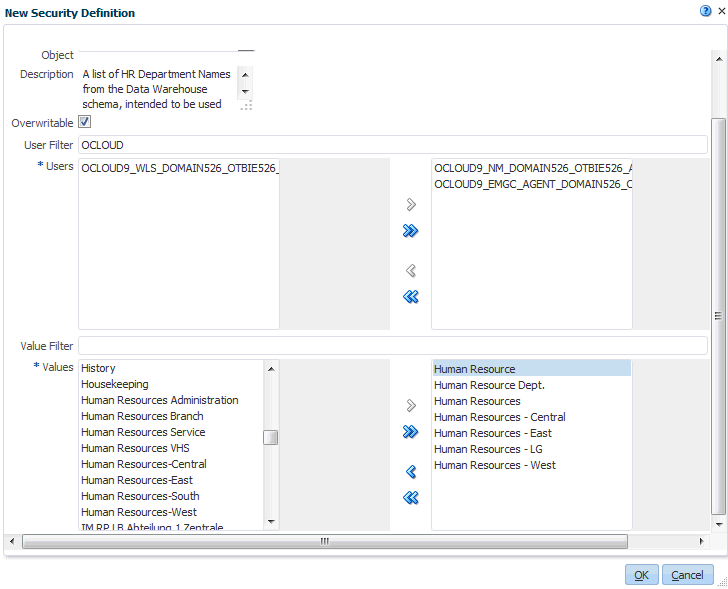 New Security Definition
Object
Description
A list of HR Department Names
from the Data Warehouse
schema, intended to be used
Overwritable
User Filter
OCLOUD
* Users
OCLOUD9_WLS_DOMAIN526_OTBIE526_
OCLOUD9_NM_DOMAIN526_OTBIE526_A
OCLOUD9_EMGC_AGENT_DOMAIN526_O
Value Filter
* Values
History
Housekeeping
Human Resources Administration
Human Resources Branch
Human Resources Service
Human Resources VHS
Human Resources-Central
Human Resources-East
Human Resources-South
Human Resources-West
IM RP LB Abteilung 1 Zentrale
Human Resource
Human Resource Dept.
Human Resources
Human Resources - Central
Human Resources - East
Human Resources - LG
Human Resources - West
OK
Cancel